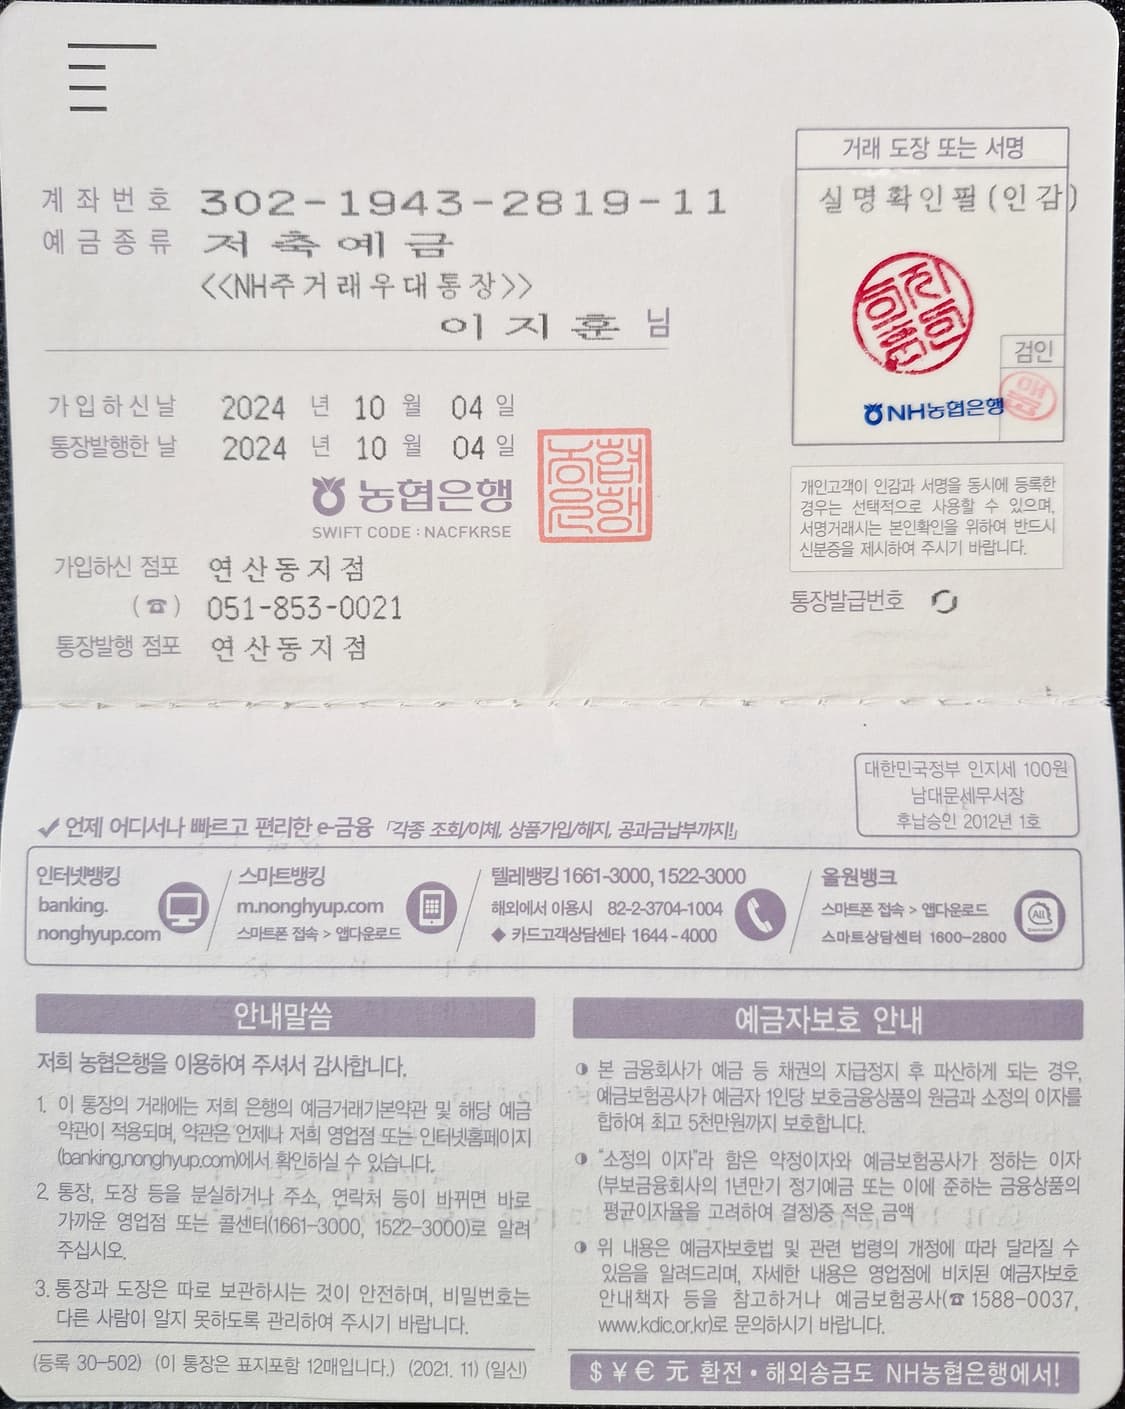 계좌번호 302-1943-2819-11
예금종류 저축예금
<<NH주거래우대통장>>
이지훈 님
거래 도장 또는 서명
실명확인필(인감)
검인
NH농협은행
가입하신날 2024 년 10 월 04 일
통장발행한 날 2024 년 10 월 04 일
농협은행
SWIFT CODE : NACFKRSE
농협은행
가입하신 점포 연산동지점
(☎) 051-853-0021
통장발행 점포 연산동지점
개인고객이 인감과 서명을 동시에 등록한
경우는 선택적으로 사용할 수 있으며,
서명거래시는 본인확인을 위하여 반드시
신분증을 제시하여 주시기 바랍니다.
통장발급번호
대한민국정부 인지세 100원
남대문세무서장
후납승인 2012년 1호
✓ 언제 어디서나 빠르고 편리한 e-금융 「각종 조회/이체, 상품가입/해지, 공과금납부까지!」
인터넷뱅킹
banking.
nonghyup.com
스마트뱅킹
m.nonghyup.com
스마트폰 접속 > 앱다운로드
텔레뱅킹 1661-3000, 1522-3000
해외에서 이용시 82-2-3704-1004
◆ 카드고객상담센타 1644-4000
올원뱅크
스마트폰 접속 > 앱다운로드
스마트상담센터 1600-2800
All
안내말씀
저희 농협은행을 이용하여 주셔서 감사합니다.
1. 이 통장의 거래에는 저희 은행의 예금거래기본약관 및 해당 예금
약관이 적용되며, 약관은 언제나 저희 영업점 또는 인터넷홈페이지
(banking.nonghyup.com)에서 확인하실 수 있습니다.
2. 통장, 도장 등을 분실하거나 주소, 연락처 등이 바뀌면 바로
가까운 영업점 또는 콜센터(1661-3000, 1522-3000)로 알려
주십시오.
3. 통장과 도장은 따로 보관하시는 것이 안전하며, 비밀번호는
다른 사람이 알지 못하도록 관리하여 주시기 바랍니다.
(등록 30-502) (이 통장은 표지포함 12매입니다.) (2021. 11) (일신)
예금자보호 안내
본 금융회사가 예금 등 채권의 지급정지 후 파산하게 되는 경우,
예금보험공사가 예금자 1인당 보호금융상품의 원금과 소정의 이자를
합하여 최고 5천만원까지 보호합니다.
"소정의 이자"라 함은 약정이자와 예금보험공사가 정하는 이자
(부보금융회사의 1년만기 정기예금 또는 이에 준하는 금융상품의
평균이자율을 고려하여 결정)중 적은 금액
위 내용은 예금자보호법 및 관련 법령의 개정에 따라 달라질 수
있음을 알려드리며, 자세한 내용은 영업점에 비치된 예금자보호
안내책자 등을 참고하거나 예금보험공사(☎ 1588-0037,
www.kdic.or.kr)로 문의하시기 바랍니다.
$ ¥ € 元 환전 • 해외송금도 NH농협은행에서!